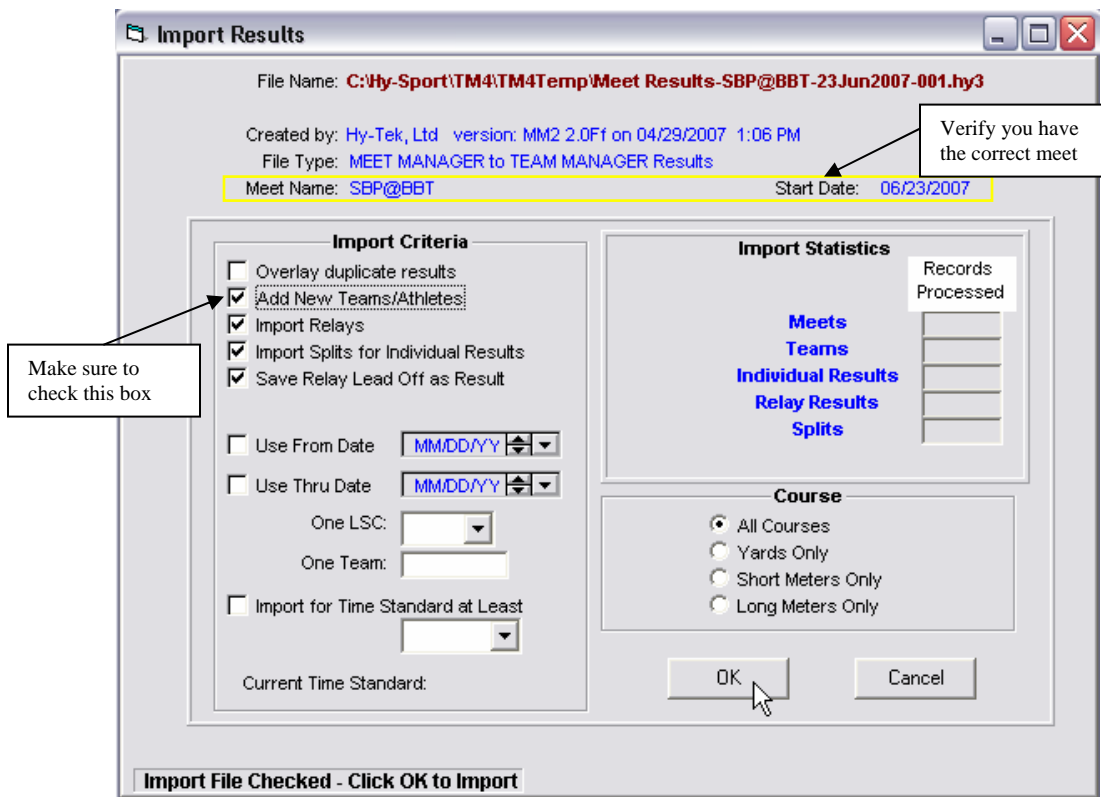 Import Results
File Name: C:\Hy-Sport\TM4\TM4Temp\Meet Results-SBP@BBT-23Jun2007-001.hy3
Created by: Hy-Tek, Ltd version: MM2 2.0Ff on 04/29/2007 1:06 PM
File Type: MEET MANAGER to TEAM MANAGER Results
Meet Name: SBP@BBT Start Date: 06/23/2007
Verify you have
the correct meet
Import Criteria
Overlay duplicate results
Add New Teams/Athletes
Import Relays
Import Splits for Individual Results
Save Relay Lead Off as Result
Make sure to
check this box
Use From Date MM/DD/YY
Use Thru Date MM/DD/YY
One LSC:
One Team:
Import for Time Standard at Least
Current Time Standard:
Import Statistics
Records
Processed
Meets
Teams
Individual Results
Relay Results
Splits
Course
All Courses
Yards Only
Short Meters Only
Long Meters Only
OK Cancel
Import File Checked - Click OK to Import